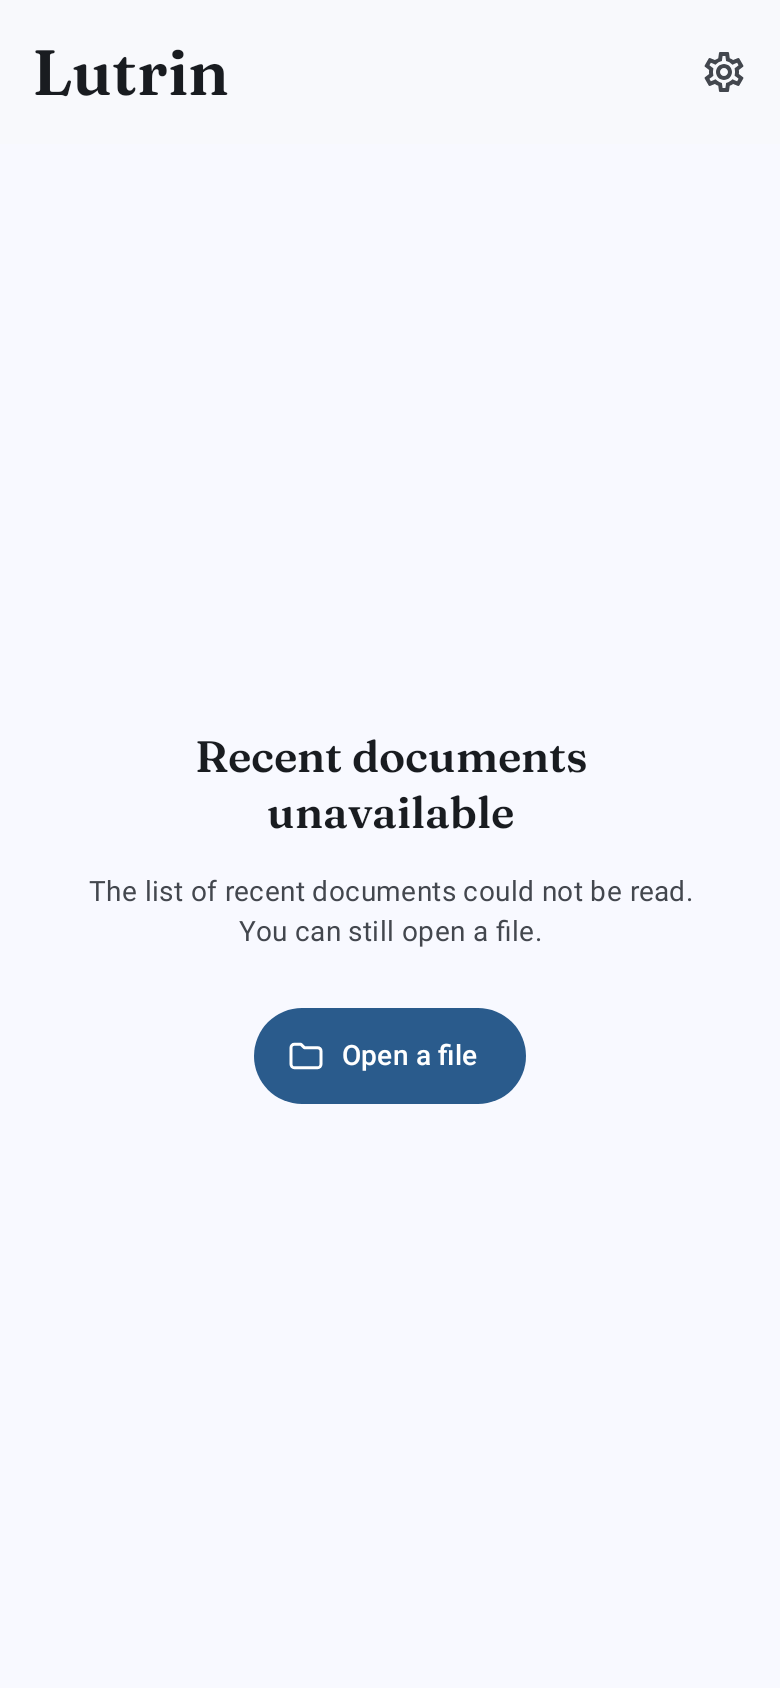 Lutrin
Recent documents
unavailable
The list of recent documents could not be read.
You can still open a file.
Open a file